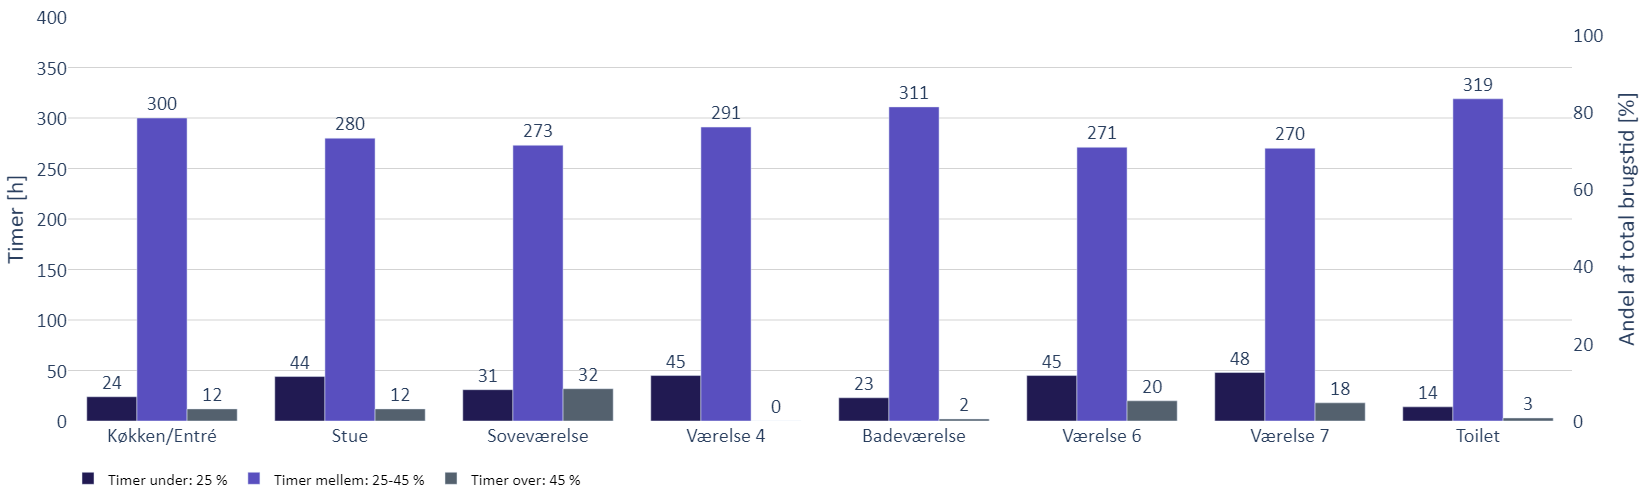 400
350
300
250
200
150
100
50
0
Timer [h]
100
80
60
40
20
0
Andel af total brugstid [%]
24 300 12
44 280 12
31 273 32
45 291 0
23 311 2
45 271 20
48 270 18
14 319 3
Køkken/Entré Stue Soveværelse Værelse 4 Badeværelse Værelse 6 Værelse 7 Toilet
Timer under: 25 % Timer mellem: 25-45 % Timer over: 45 %